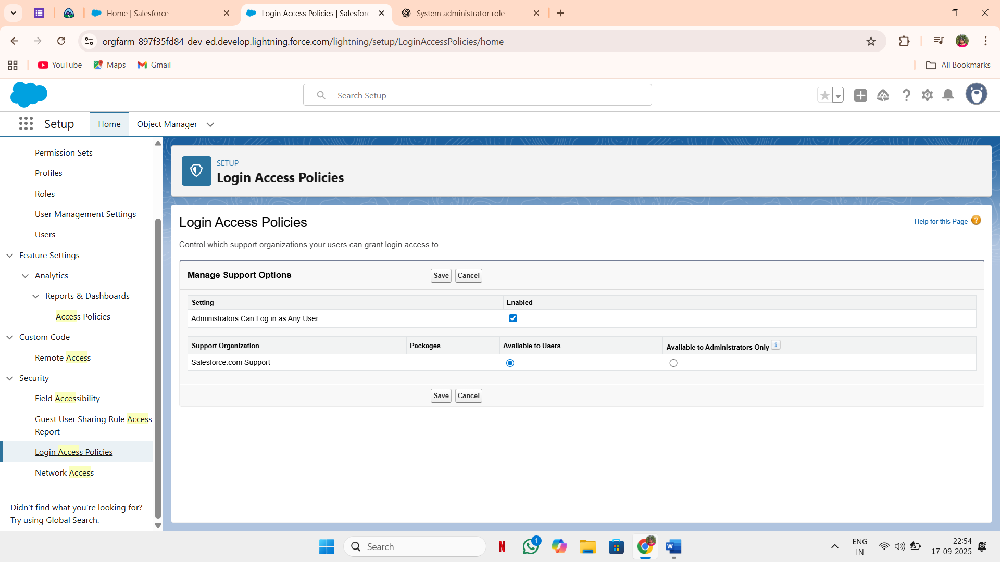 Home | Salesforce
Login Access Policies | Salesforc
System administrator role
orgfarm-897f35fd84-dev-ed.develop.lightning.force.com/lightning/setup/LoginAccessPolicies/home
YouTube
Maps
Gmail
All Bookmarks
Search Setup
Setup
Home
Object Manager
Permission Sets
Profiles
Roles
User Management Settings
Users
Feature Settings
Analytics
Reports & Dashboards
Access Policies
Custom Code
Remote Access
Security
Field Accessibility
Guest User Sharing Rule Access
Report
Login Access Policies
Network Access
Didn't find what you're looking for?
Try using Global Search.
SETUP
Login Access Policies
Login Access Policies
Help for this Page
Control which support organizations your users can grant login access to.
Manage Support Options
Save Cancel
Setting Enabled
Administrators Can Log in as Any User
Support Organization Packages Available to Users Available to Administrators Only i
Salesforce.com Support
Save Cancel
Search
N
1
W
ENG
IN
22:54
17-09-2025